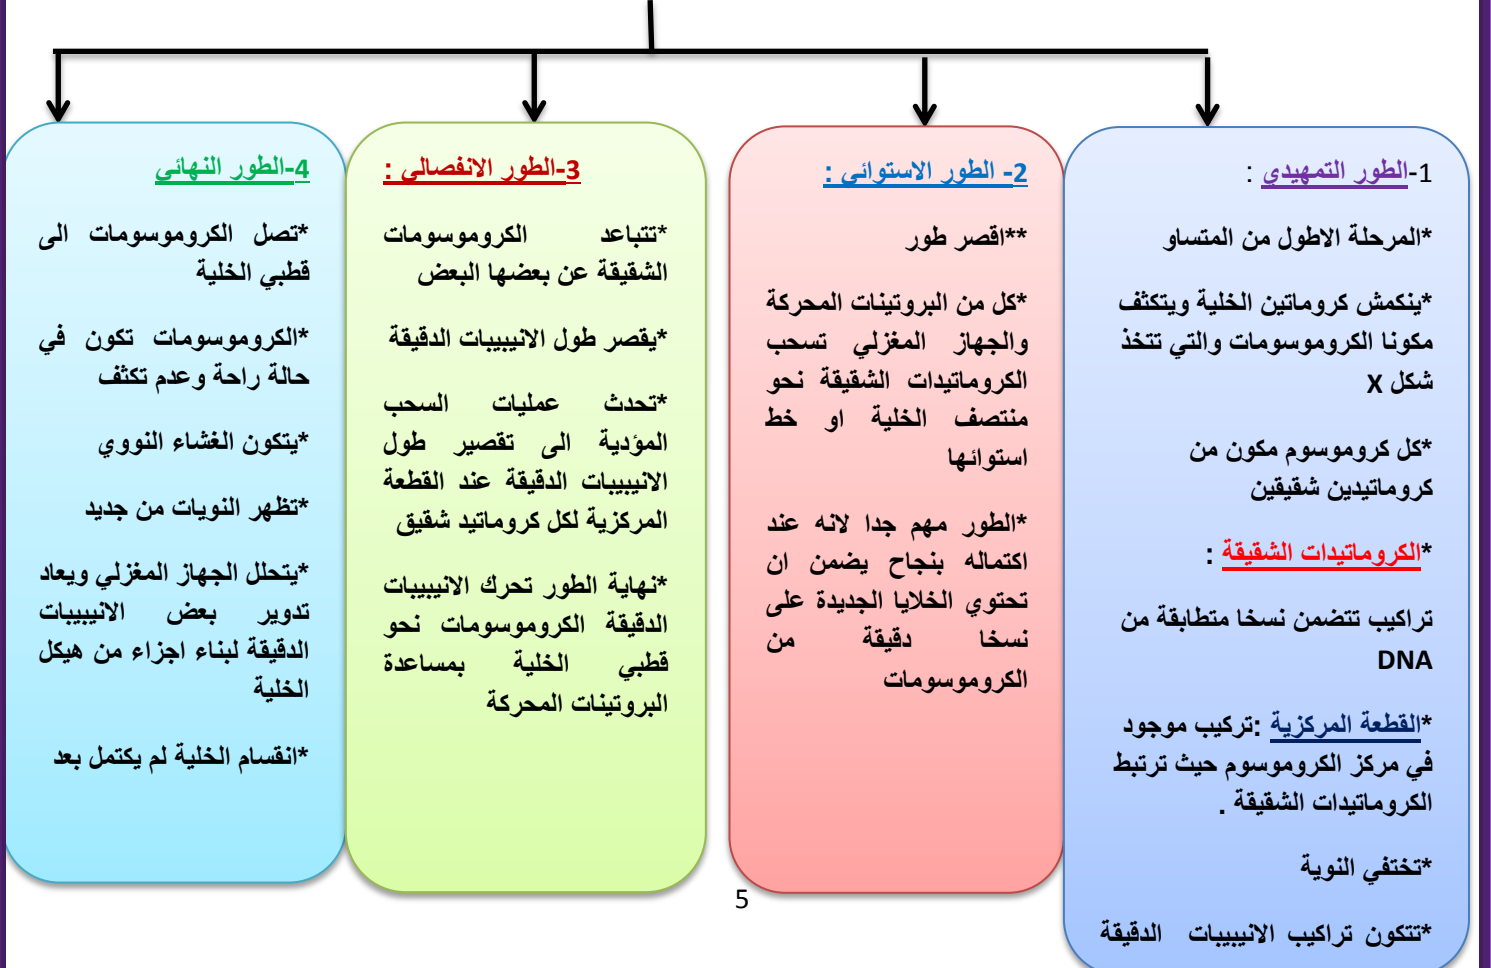 1-الطور التمهيدي :
*المرحلة الاطول من المتساو
*ينكمش كروماتين الخلية ويتكثف
مكونا الكروموسومات والتي تتخذ
شكل X
*كل كروموسوم مكون من
كروماتيدين شقيقين
*الكروماتيدات الشقيقة :
تراكيب تتضمن نسخا متطابقة من
DNA
*القطعة المركزية :تركيب موجود
في مركز الكروموسوم حيث ترتبط
الكروماتيدات الشقيقة .
*تختفي النوية
*تتكون تراكيب الانيبيبات الدقيقة
2- الطور الاستوائي :
**اقصر طور
*كل من البروتينات المحركة
والجهاز المغزلي تسحب
الكروماتيدات الشقيقة نحو
منتصف الخلية او خط
استوائها
*الطور مهم جدا لانه عند
اكتماله بنجاح يضمن ان
تحتوي الخلايا الجديدة على
نسخا دقيقة من
الكروموسومات
3-الطور الانفصالي :
*تتباعد الكروموسومات
الشقيقة عن بعضها البعض
*يقصر طول الانيبيبات الدقيقة
*تحدث عمليات السحب
المؤدية الى تقصير طول
الانيبيبات الدقيقة عند القطعة
المركزية لكل كروماتيد شقيق
*نهاية الطور تحرك الانيبيبات
الدقيقة الكروموسومات نحو
قطبي الخلية بمساعدة
البروتينات المحركة
4-الطور النهائي
*تصل الكروموسومات الى
قطبي الخلية
*الكروموسومات تكون في
حالة راحة وعدم تكثف
*يتكون الغشاء النووي
*تظهر النويات من جديد
*يتحلل الجهاز المغزلي ويعاد
تدوير بعض الانيبيبات
الدقيقة لبناء اجزاء من هيكل
الخلية
*انقسام الخلية لم يكتمل بعد
5